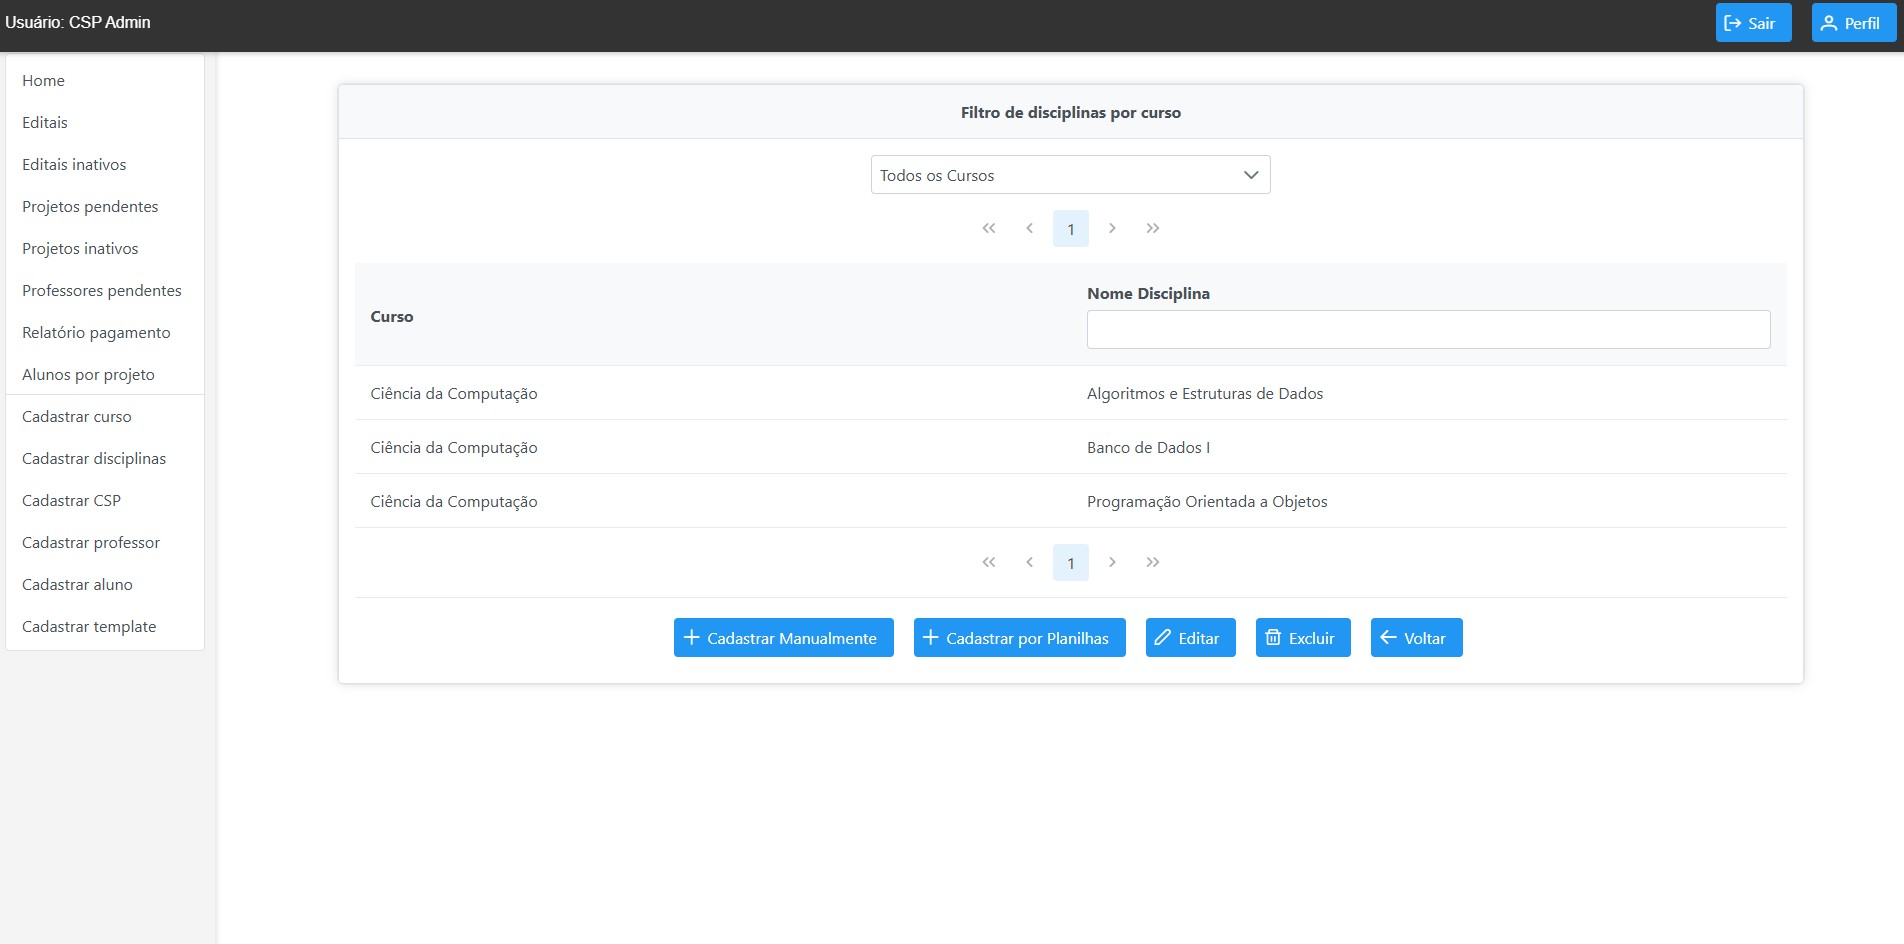 Usuário: CSP Admin
Sair
Perfil
Home
Editais
Editais inativos
Projetos pendentes
Projetos inativos
Professores pendentes
Relatório pagamento
Alunos por projeto
Cadastrar curso
Cadastrar disciplinas
Cadastrar CSP
Cadastrar professor
Cadastrar aluno
Cadastrar template
Filtro de disciplinas por curso
Todos os Cursos
1
Curso
Nome Disciplina
Ciência da Computação
Algoritmos e Estruturas de Dados
Ciência da Computação
Banco de Dados I
Ciência da Computação
Programação Orientada a Objetos
1
Cadastrar Manualmente
Cadastrar por Planilhas
Editar
Excluir
Voltar